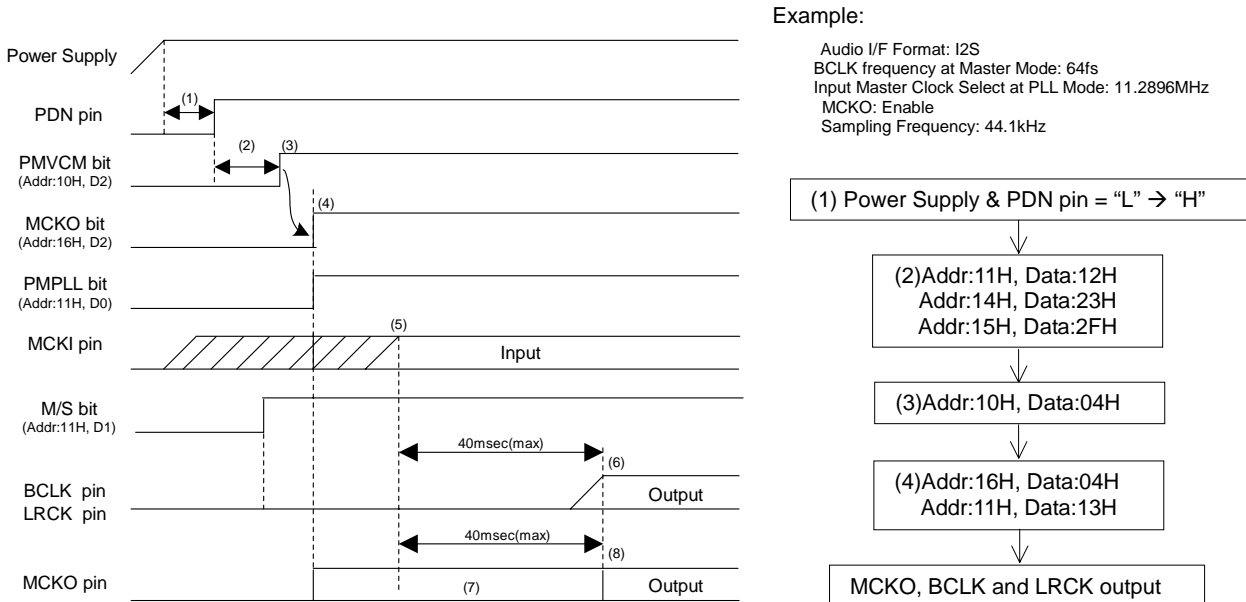 Power Supply
(1)
PDN pin
(2)
(3)
PMVCM bit
(Addr:10H, D2)
(4)
MCKO bit
(Addr:16H, D2)
PMPLL bit
(Addr:11H, D0)
(5)
MCKI pin
Input
M/S bit
(Addr:11H, D1)
40msec(max)
(6)
BCLK pin
LRCK pin
Output
40msec(max)
(8)
MCKO pin
(7)
Output
Example:
Audio I/F Format: I2S
BCLK frequency at Master Mode: 64fs
Input Master Clock Select at PLL Mode: 11.2896MHz
MCKO: Enable
Sampling Frequency: 44.1kHz
(1) Power Supply & PDN pin = “L” → “H”
(2)Addr:11H, Data:12H
Addr:14H, Data:23H
Addr:15H, Data:2FH
(3)Addr:10H, Data:04H
(4)Addr:16H, Data:04H
Addr:11H, Data:13H
MCKO, BCLK and LRCK output